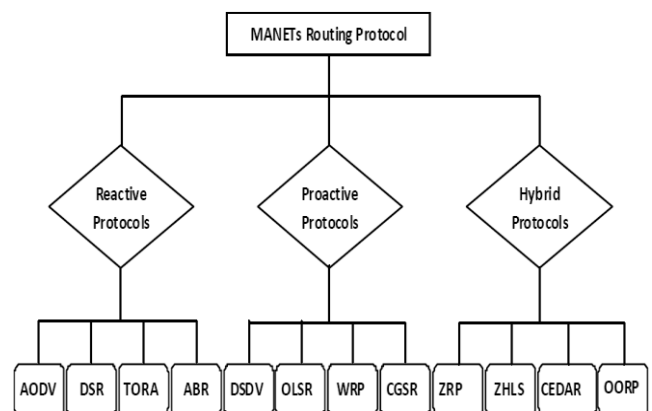 MANETs Routing Protocol
Reactive
Protocols
Proactive
Protocols
Hybrid
Protocols
AODV
DSR
TORA
ABR
DSDV
OLSR
WRP
CGSR
ZRP
ZHLS
CEDAR
OORP